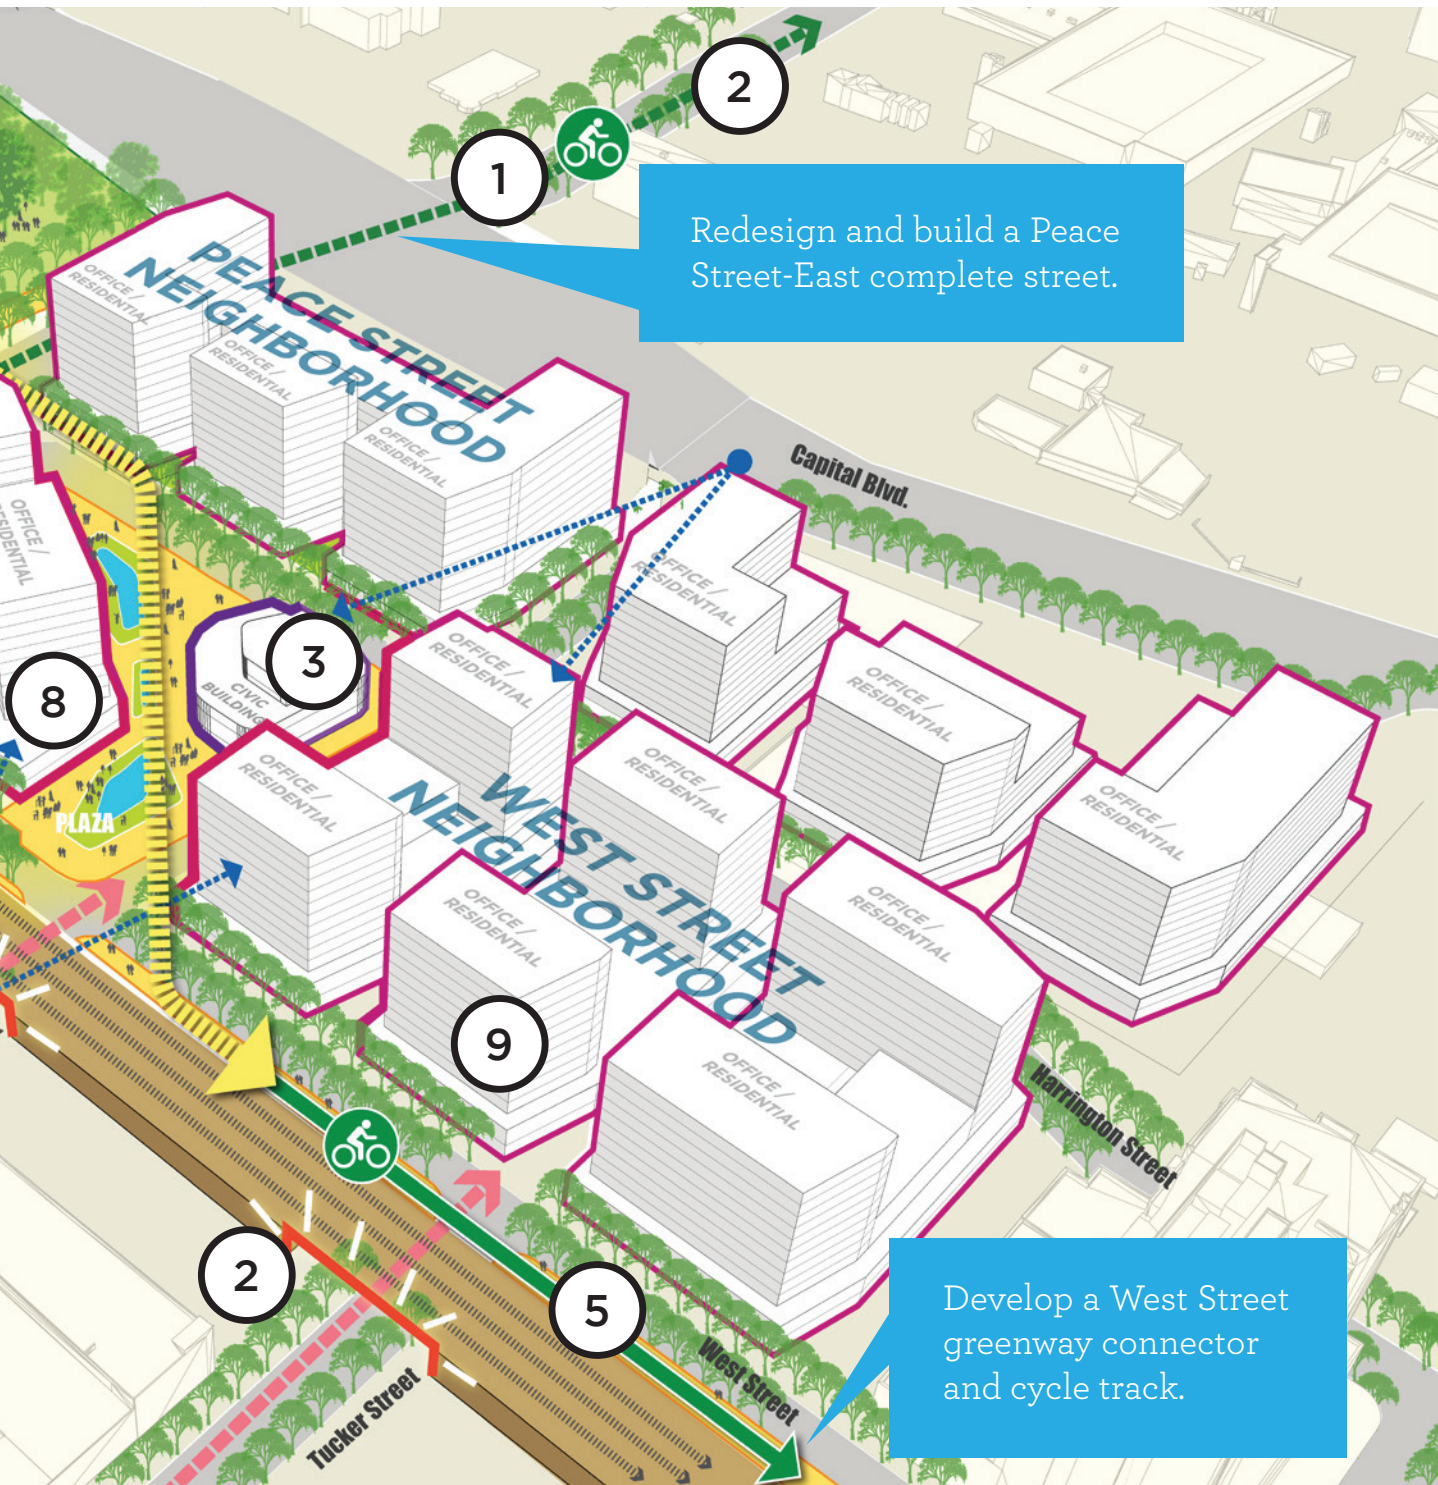 2
1
Redesign and build a Peace
Street-East complete street.
PEACE STREET
NEIGHBORHOOD
OFFICE /
RESIDENTIAL
OFFICE /
RESIDENTIAL
OFFICE /
RESIDENTIAL
Capital Blvd.
OFFICE /
RESIDENTIAL
OFFICE /
RESIDENTIAL
3
CIVIC
BUILDING
OFFICE /
RESIDENTIAL
8
OFFICE /
RESIDENTIAL
PLAZA
OFFICE /
RESIDENTIAL
OFFICE /
RESIDENTIAL
OFFICE /
RESIDENTIAL
WEST STREET
NEIGHBORHOOD
OFFICE /
RESIDENTIAL
OFFICE /
RESIDENTIAL
9
OFFICE /
RESIDENTIAL
Harrington Street
2
5
Develop a West Street
greenway connector
and cycle track.
West Street
Tucker Street